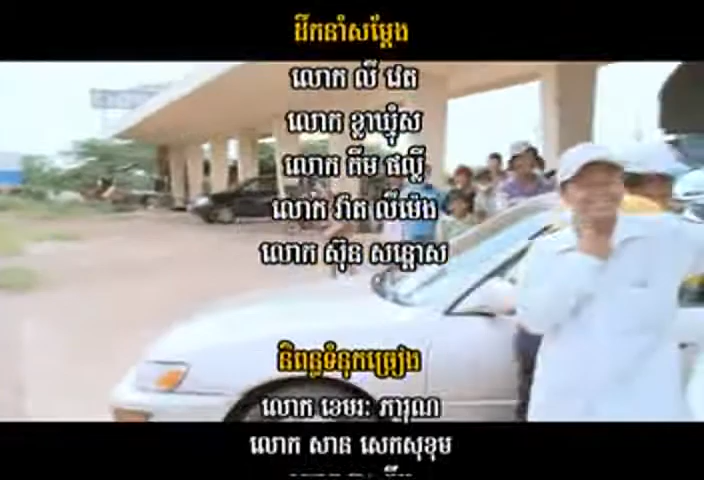 ដឹកនាំសម្ដែង
លោក លី វេត
លោក ខ្លាឃ្មុំស
លោក គឹម ផល្លី
លោក រ៉ាត លីម៉េង
លោក ស៊ុន សន្តោស
និពន្ធទំនុកច្រៀង
លោក ខេមរៈ ភារុណ
លោក សាន សេកសុខុម